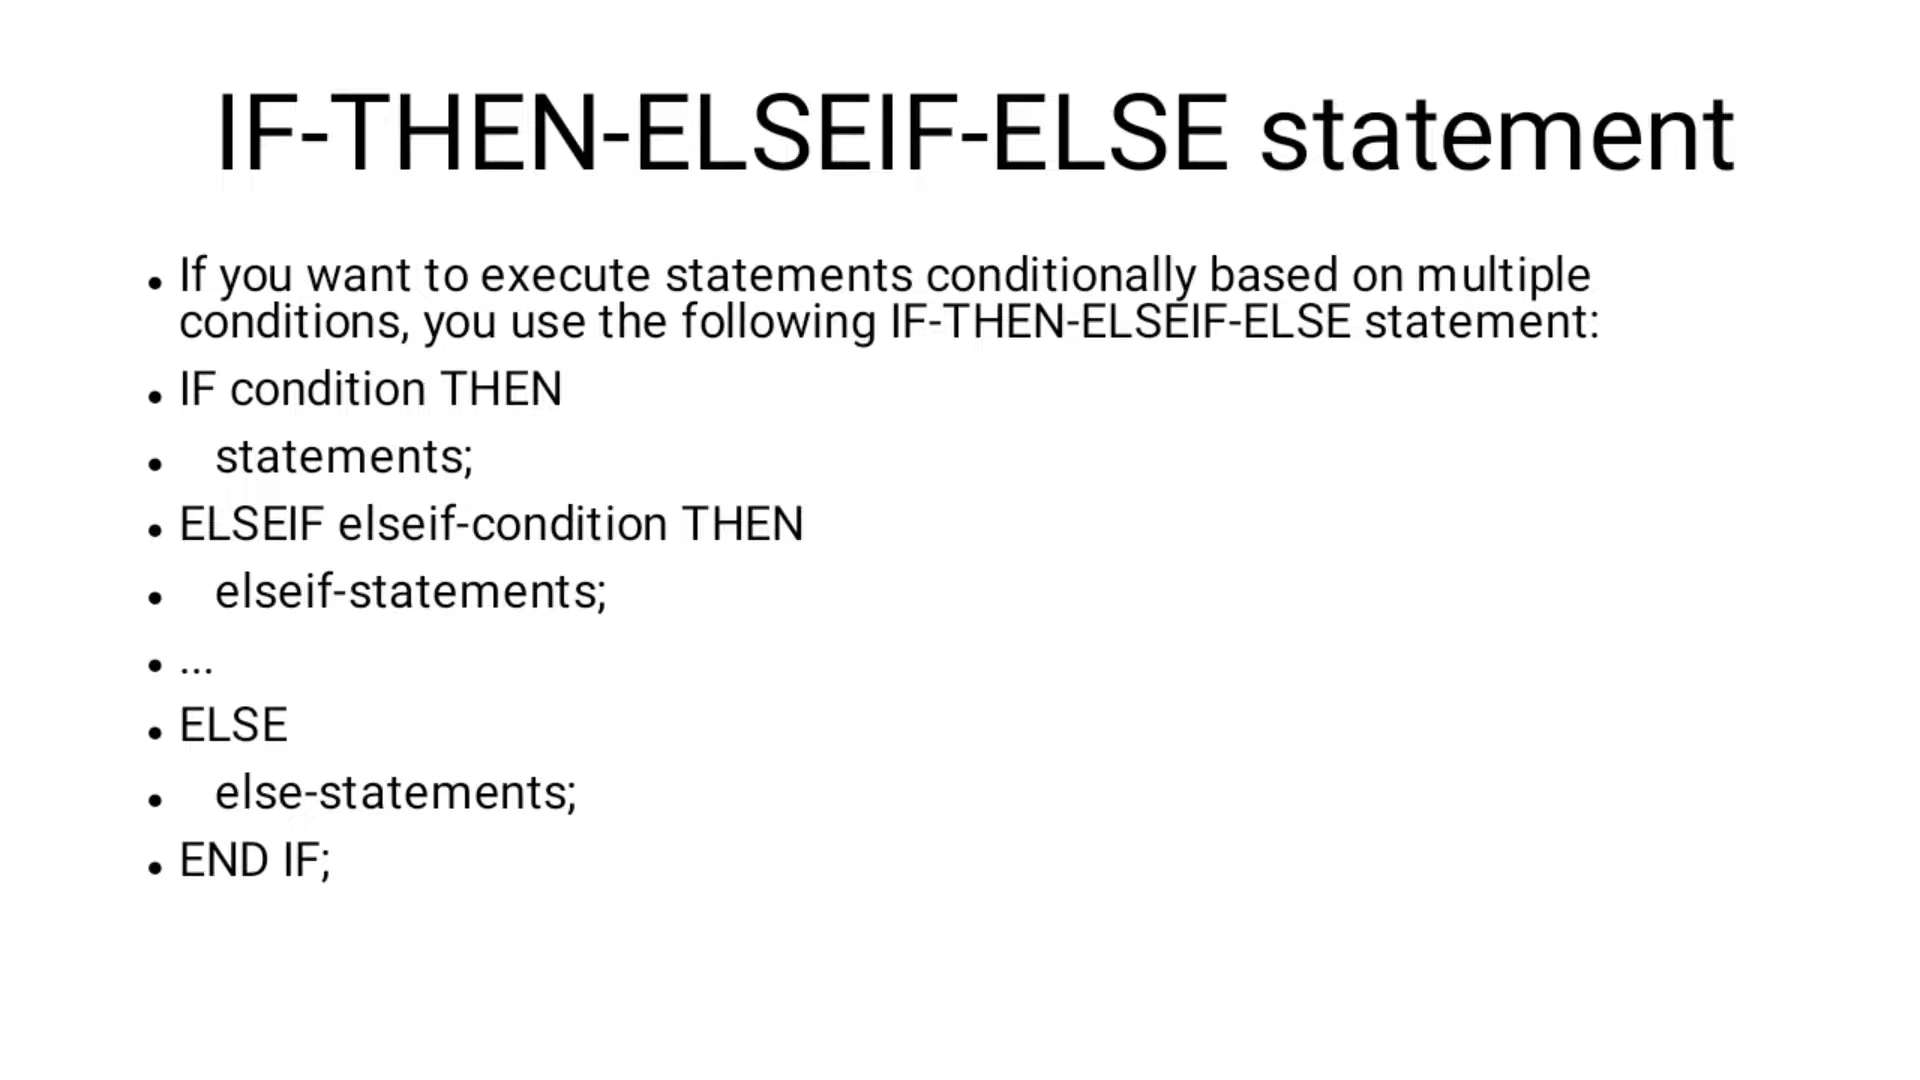 IF-THEN-ELSEIF-ELSE statement
• If you want to execute statements conditionally based on multiple
conditions, you use the following IF-THEN-ELSEIF-ELSE statement:
• IF condition THEN
•   statements;
• ELSEIF elseif-condition THEN
•   elseif-statements;
• ...
• ELSE
•   else-statements;
• END IF;